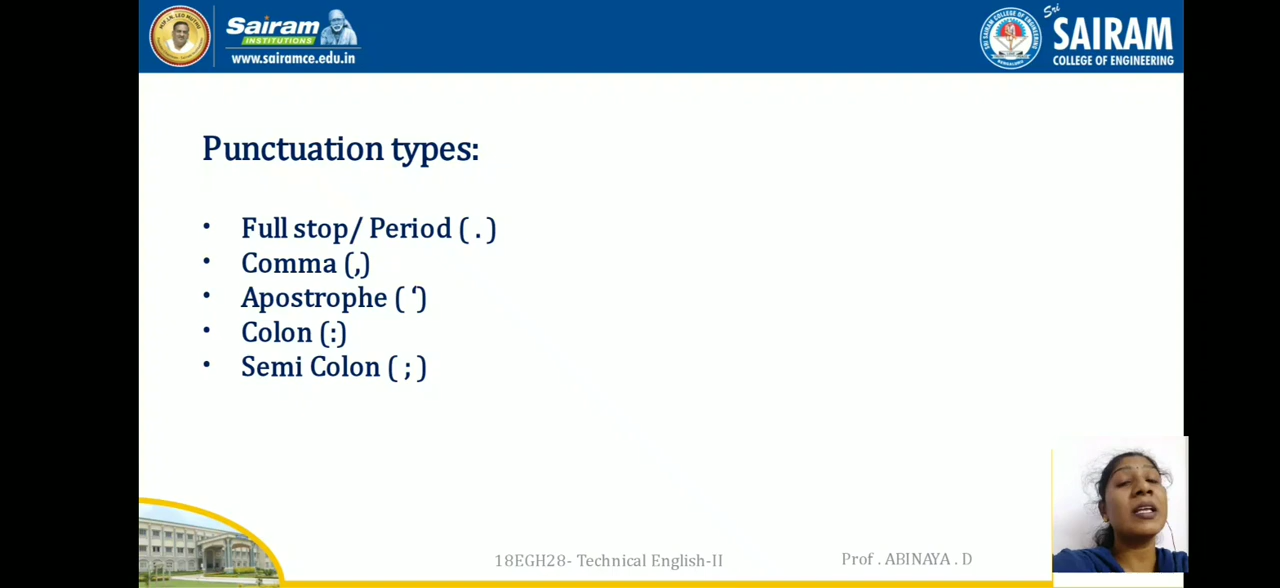 Sairam
INSTITUTIONS
www.sairamce.edu.in
Sri
SAIRAM
COLLEGE OF ENGINEERING
Punctuation types:
• Full stop/ Period ( . )
• Comma (,)
• Apostrophe ( ‘)
• Colon (:)
• Semi Colon ( ; )
18EGH28- Technical English-II
Prof . ABINAYA . D